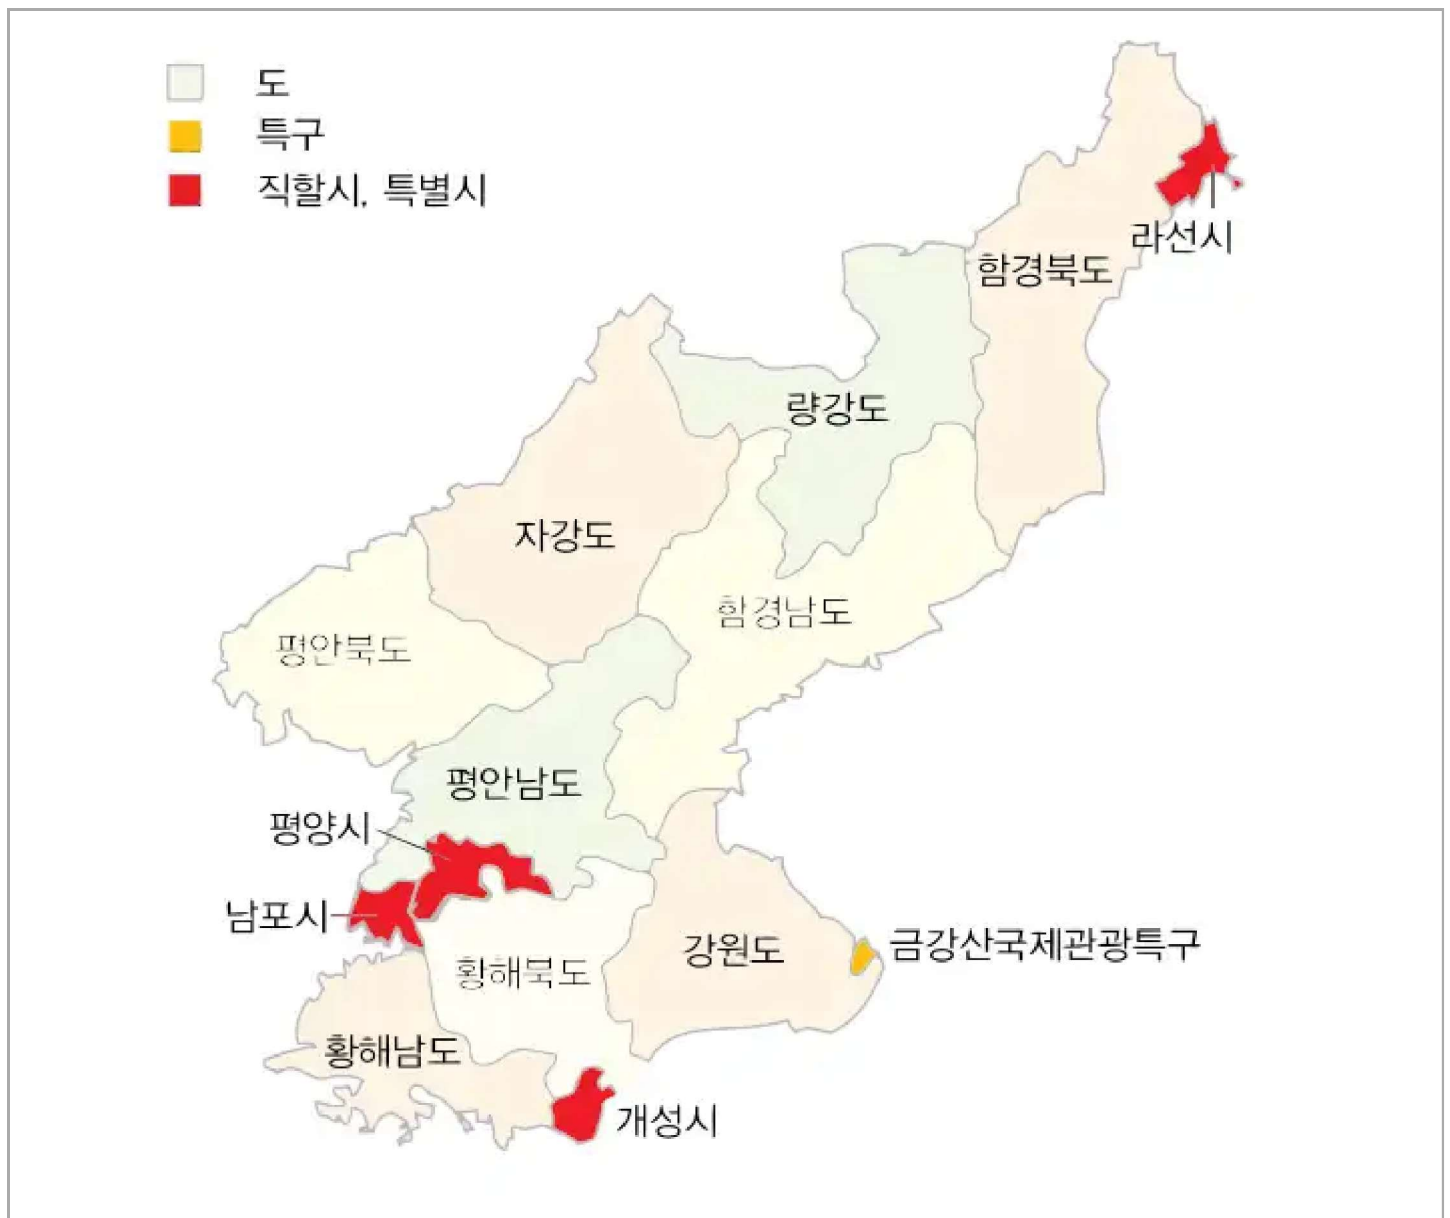 도
특구
직할시, 특별시
라선시
함경북도
량강도
자강도
함경남도
평안북도
평안남도
평양시
남포시
강원도
금강산국제관광특구
황해북도
황해남도
개성시